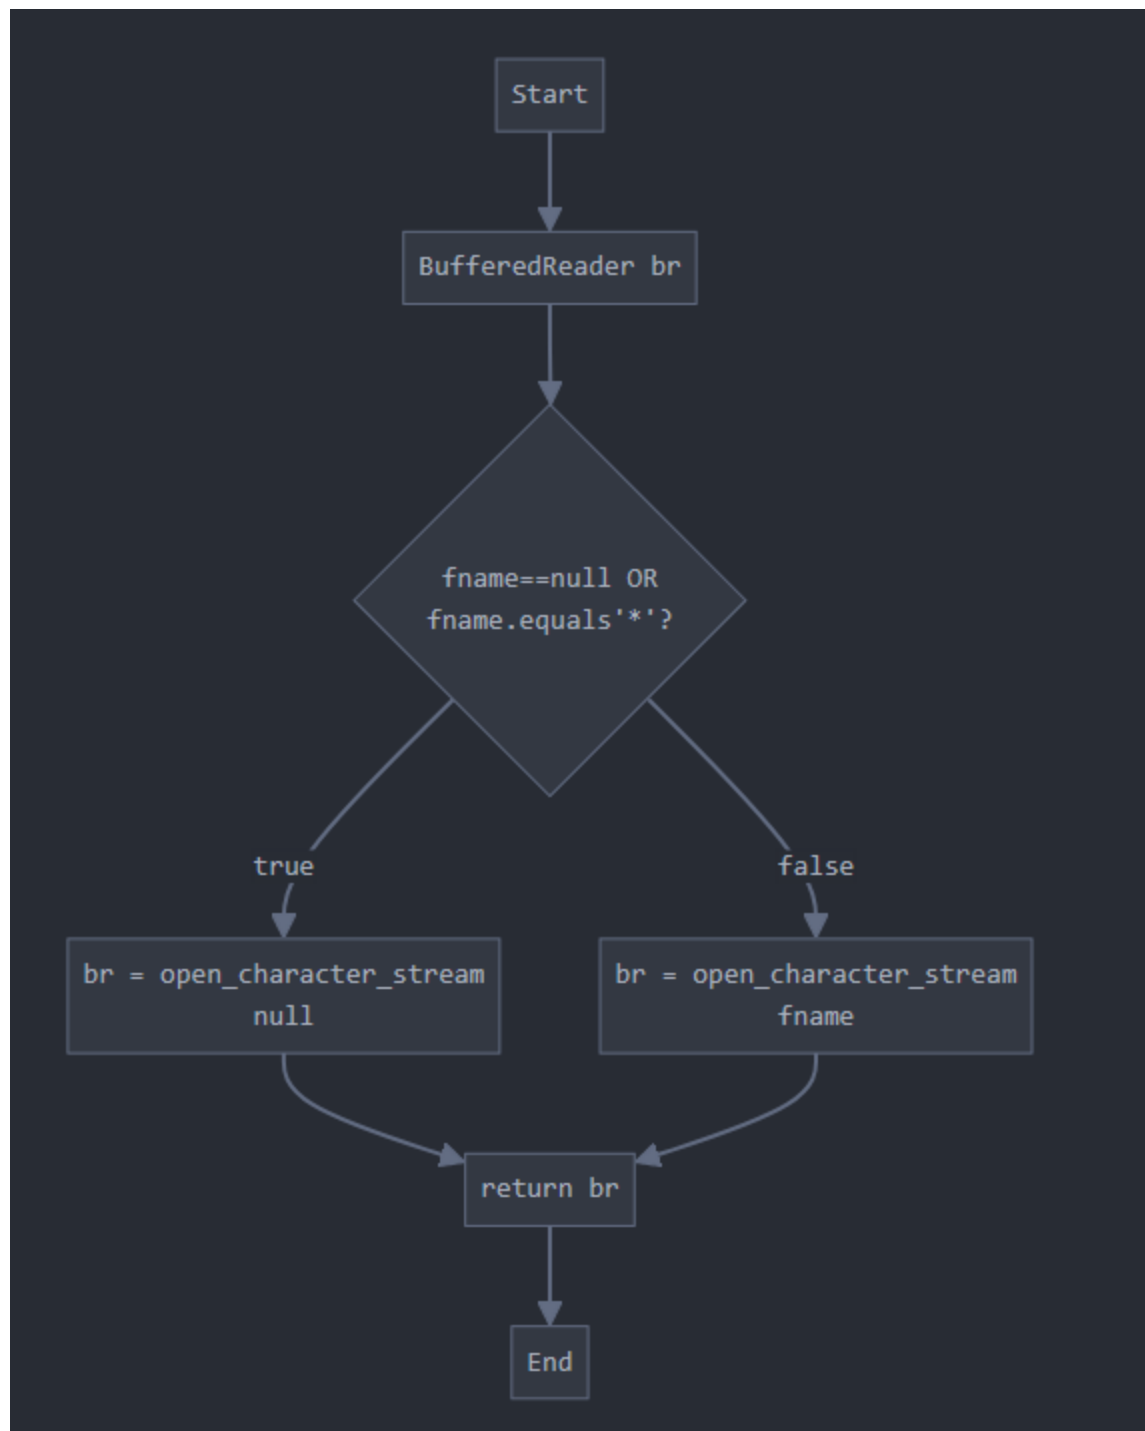 Start
BufferedReader br
fname==null OR
fname.equals'*'?
true
false
br = open_character_stream
null
br = open_character_stream
fname
return br
End